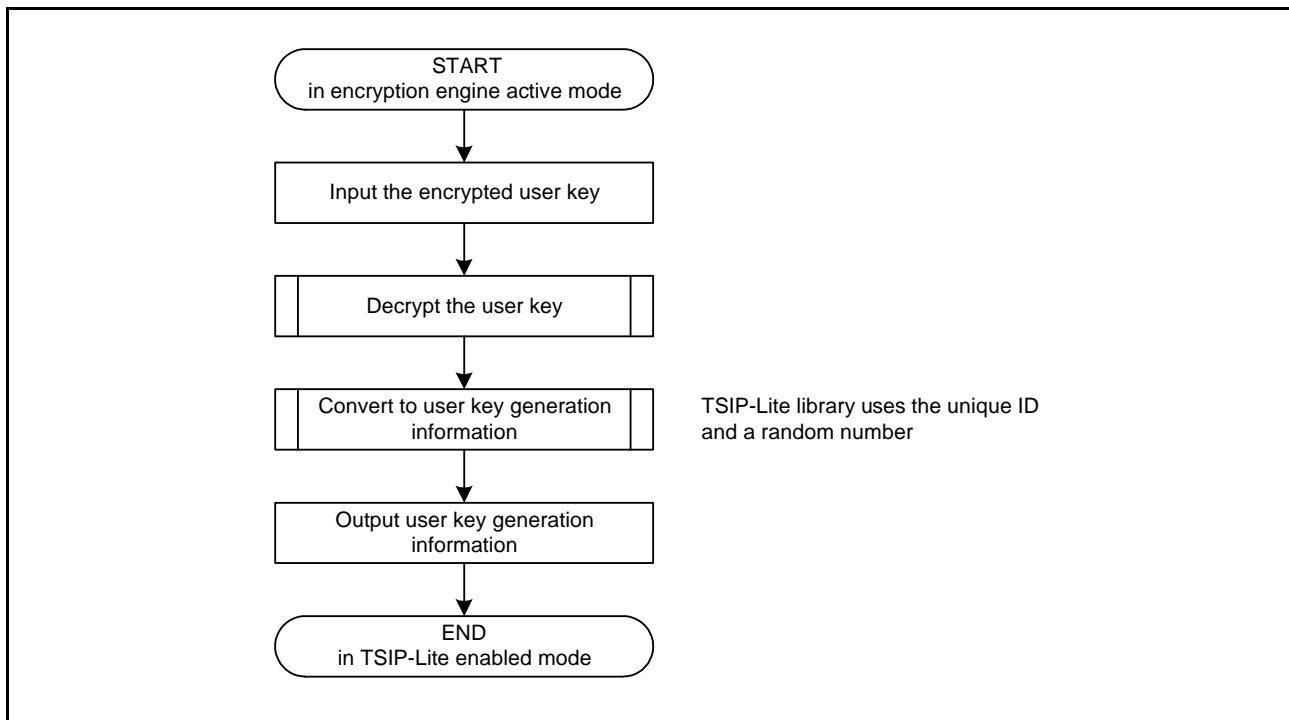 START
in encryption engine active mode
Input the encrypted user key
Decrypt the user key
Convert to user key generation
information
TSIP-Lite library uses the unique ID
and a random number
Output user key generation
information
END
in TSIP-Lite enabled mode